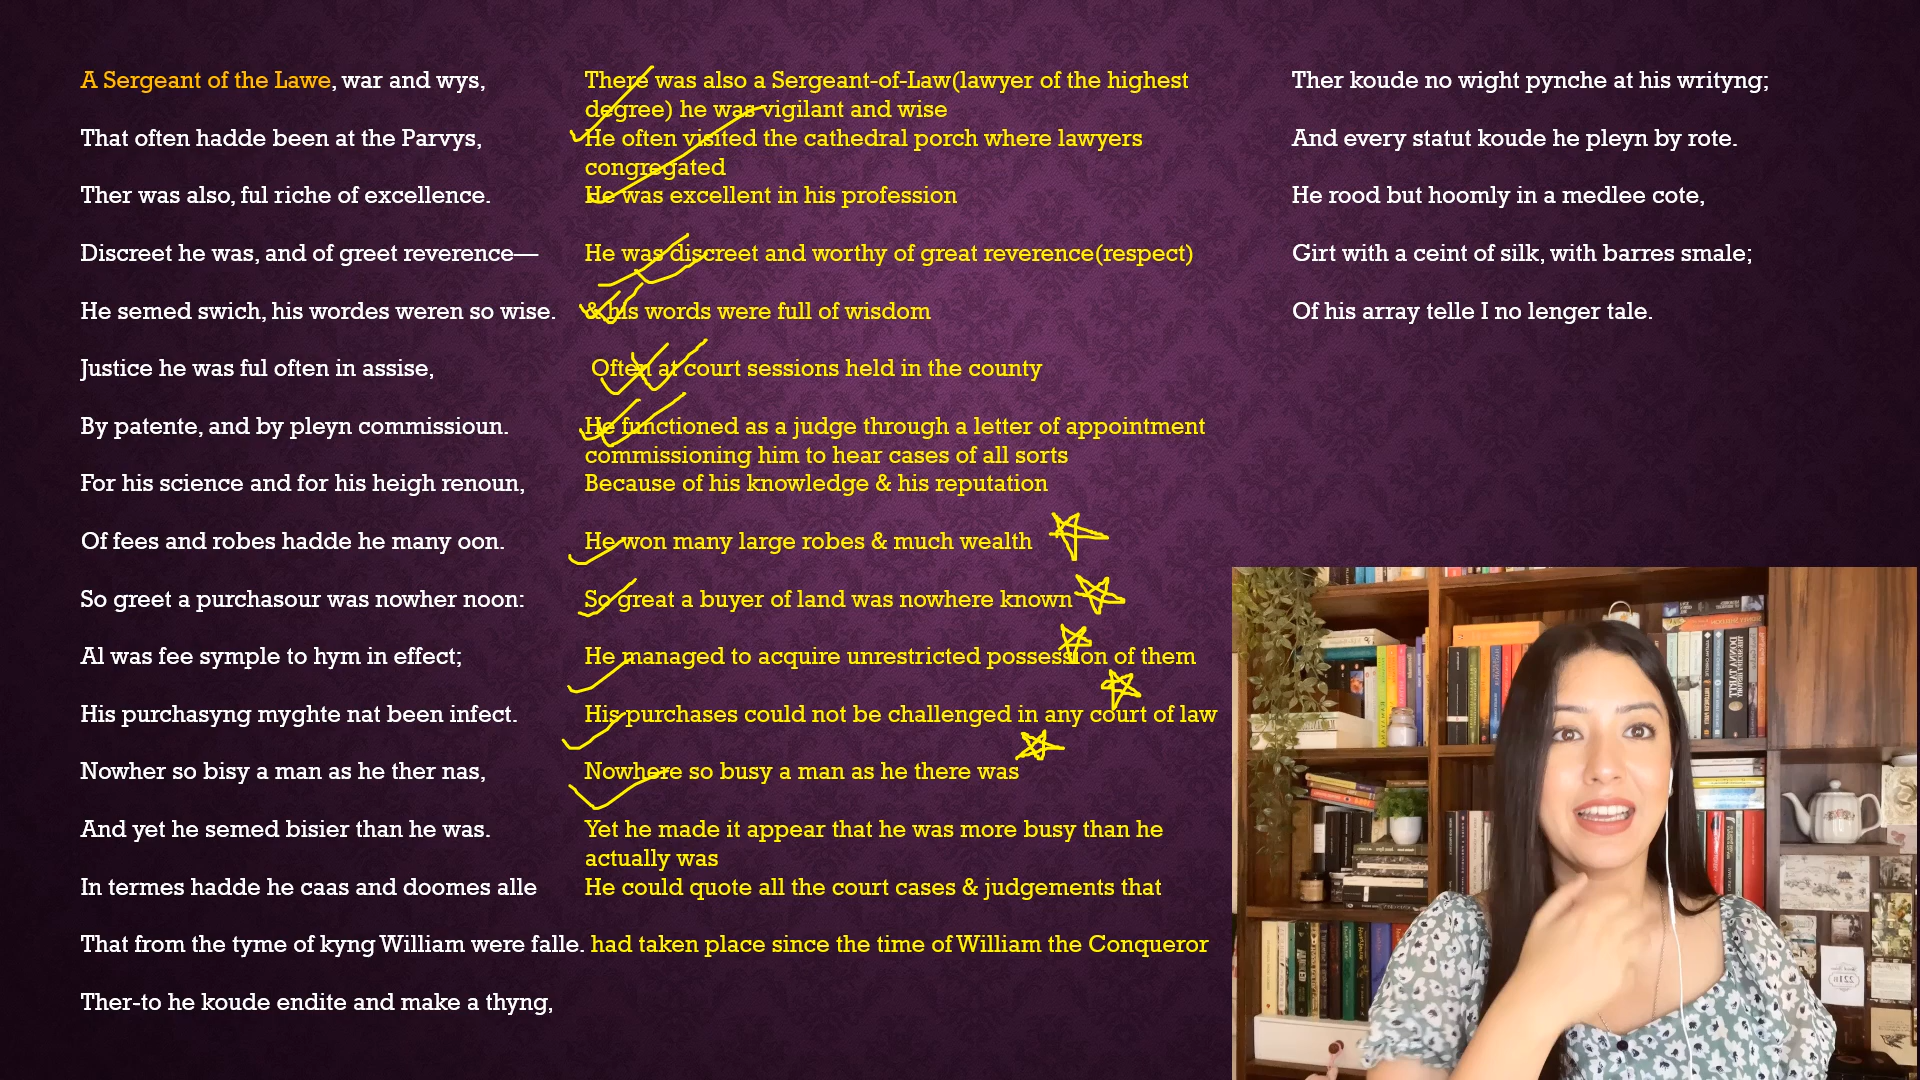 A Sergeant of the Lawe, war and wys,
That often hadde been at the Parvys,
Ther was also, ful riche of excellence.
Discreet he was, and of greet reverence—
He semed swich, his wordes weren so wise.
Justice he was ful often in assise,
By patente, and by pleyn commissioun.
For his science and for his heigh renoun,
Of fees and robes hadde he many oon.
So greet a purchasour was nowher noon:
Al was fee symple to hym in effect;
His purchasyng myghte nat been infect.
Nowher so bisy a man as he ther nas,
And yet he semed bisier than he was.
In termes hadde he caas and doomes alle
That from the tyme of kyng William were falle.
Ther-to he koude endite and make a thyng,
There was also a Sergeant-of-Law(lawyer of the highest
degree) he was vigilant and wise
He often visited the cathedral porch where lawyers
congregated
He was excellent in his profession
He was discreet and worthy of great reverence(respect)
& his words were full of wisdom
Often at court sessions held in the county
He functioned as a judge through a letter of appointment
commissioning him to hear cases of all sorts
Because of his knowledge & his reputation
He won many large robes & much wealth
So great a buyer of land was nowhere known
He managed to acquire unrestricted possession of them
His purchases could not be challenged in any court of law
Nowhere so busy a man as he there was
Yet he made it appear that he was more busy than he
actually was
He could quote all the court cases & judgements that
had taken place since the time of William the Conqueror
Ther koude no wight pynche at his writyng;
And every statut koude he pleyn by rote.
He rood but hoomly in a medlee cote,
Girt with a ceint of silk, with barres smale;
Of his array telle I no lenger tale.